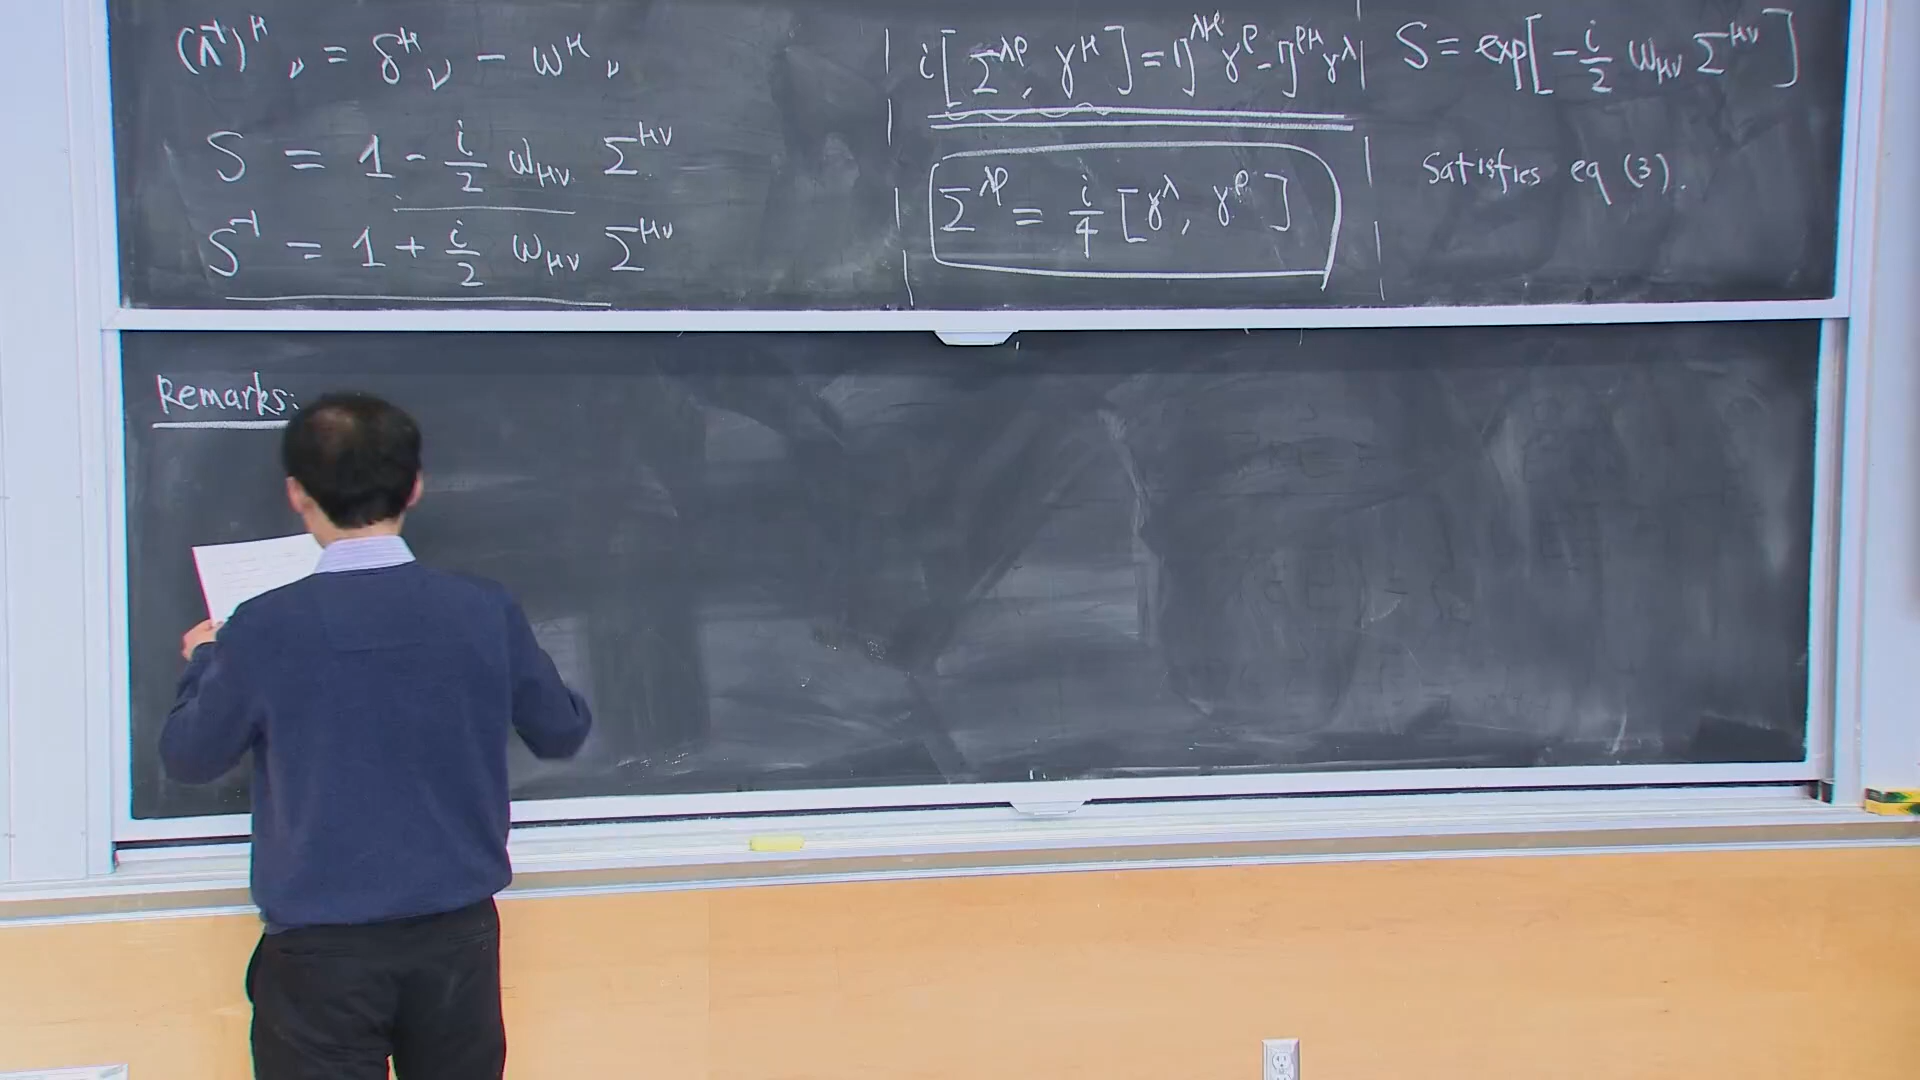 (Λ⁻¹)^μ_ν = δ^μ_ν − ω^μ_ν
S = 1 − i/2 ω_μν Σ^μν
S⁻¹ = 1 + i/2 ω_μν Σ^μν
i[Σ^λρ, γ^μ] = η^λμ γ^ρ − η^ρμ γ^λ
Σ^λρ = i/4 [γ^λ, γ^ρ]
S = exp[−i/2 ω_μν Σ^μν]
Satisfies eq (3).
Remarks: